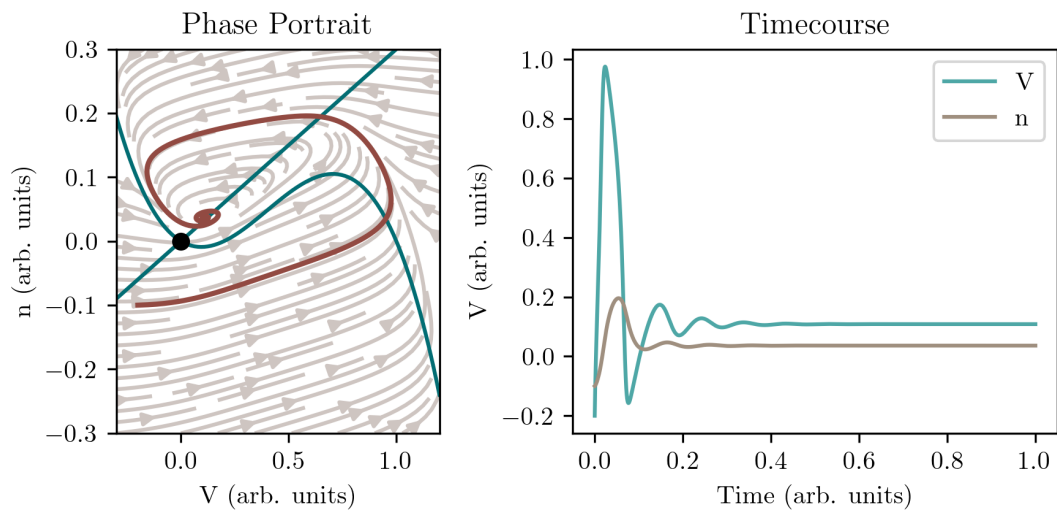 Phase Portrait
0.3
0.2
0.1
0.0
−0.1
−0.2
−0.3
n (arb. units)
0.0 0.5 1.0
V (arb. units)
Timecourse
1.0
0.8
0.6
0.4
0.2
0.0
−0.2
V (arb. units)
V
n
0.0 0.2 0.4 0.6 0.8 1.0
Time (arb. units)